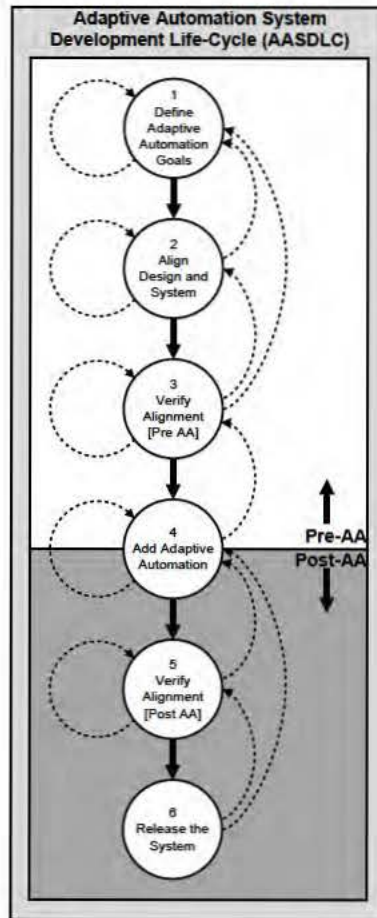 Adaptive Automation System
Development Life-Cycle (AASDLC)
1
Define
Adaptive
Automation
Goals
2
Align
Design and
System
3
Verify
Alignment
[Pre AA]
4
Add Adaptive
Automation
Pre-AA
Post-AA
5
Verify
Alignment
[Post AA]
6
Release the
System